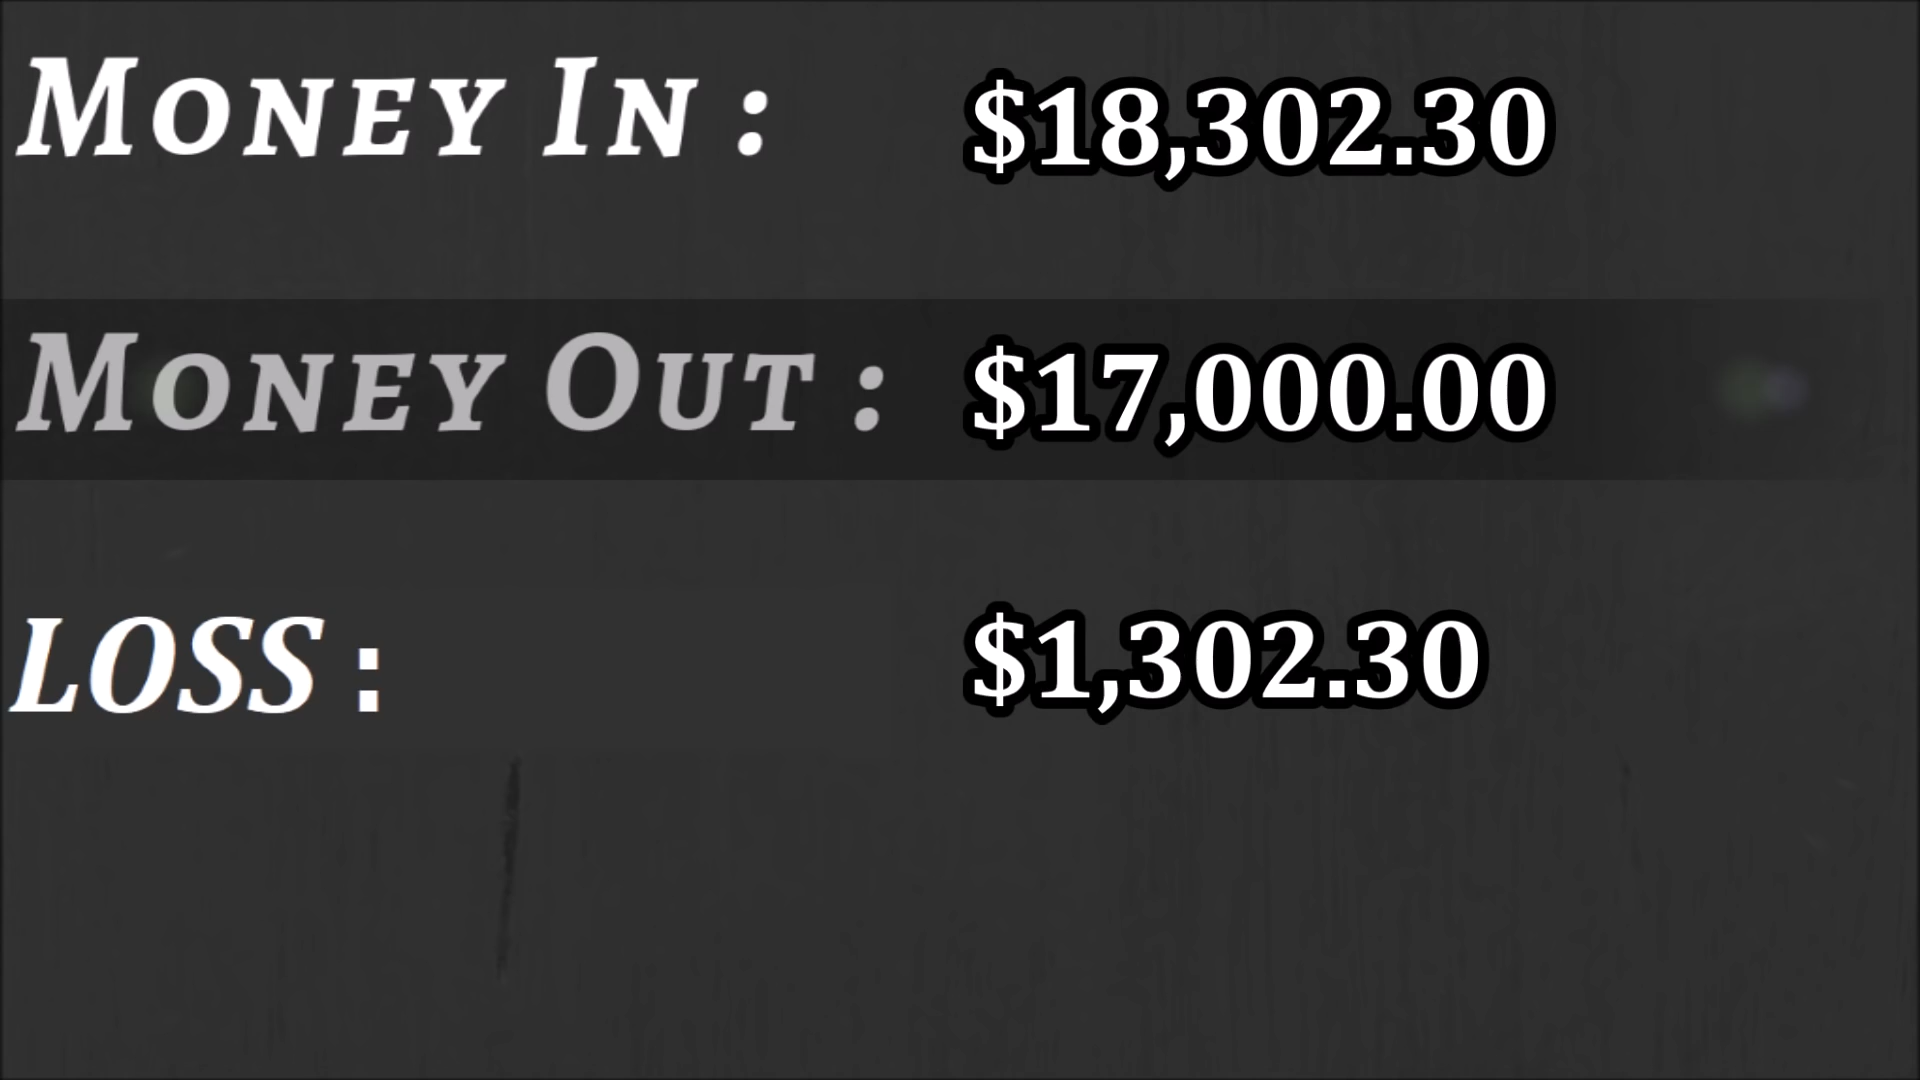 Money In : $18,302.30
Money Out : $17,000.00
LOSS : $1,302.30